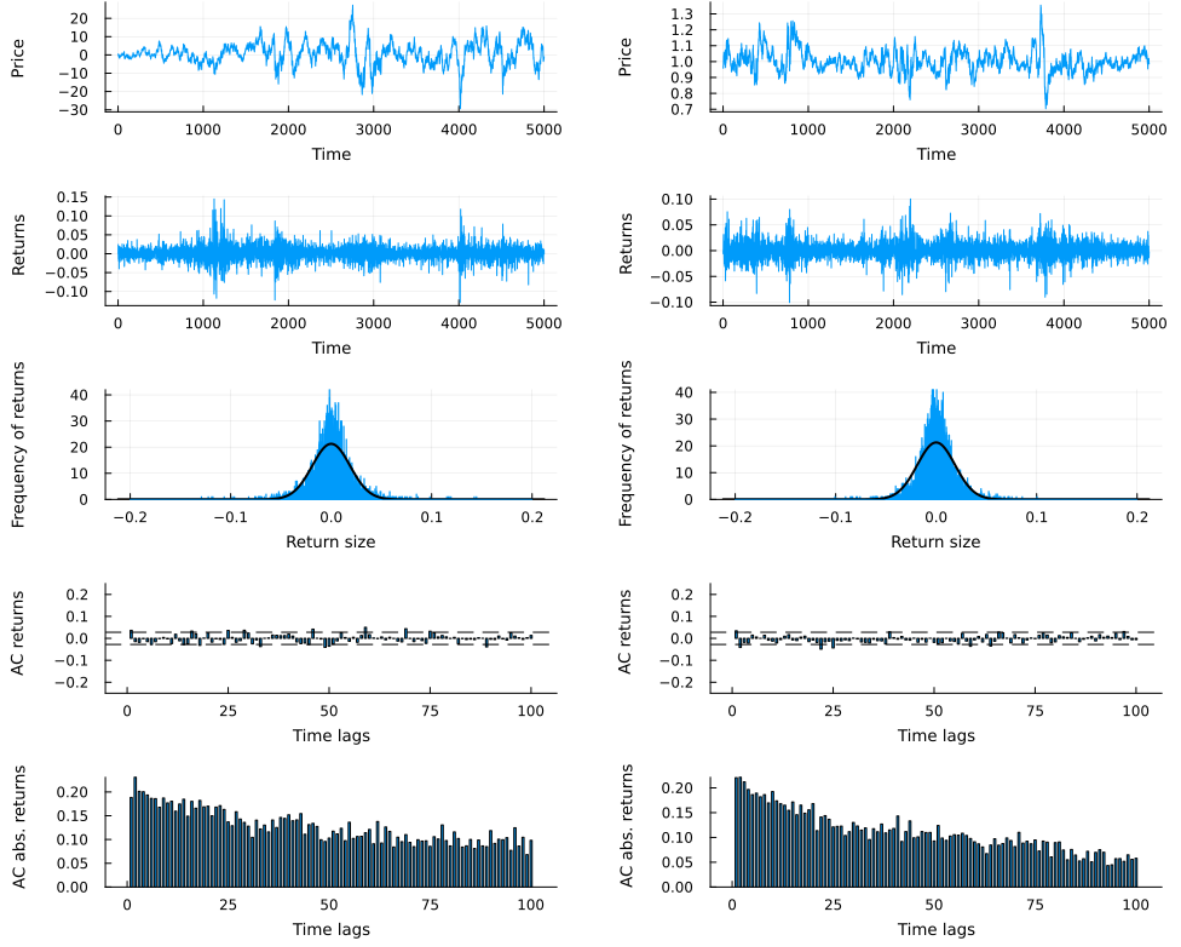 Price
20
10
0
−10
−20
−30
0 1000 2000 3000 4000 5000
Time
Price
1.3
1.2
1.1
1.0
0.9
0.8
0.7
0 1000 2000 3000 4000 5000
Time
Returns
0.15
0.10
0.05
0.00
−0.05
−0.10
0 1000 2000 3000 4000 5000
Time
Returns
0.10
0.05
0.00
−0.05
−0.10
0 1000 2000 3000 4000 5000
Time
Frequency of returns
40
30
20
10
0
−0.2 −0.1 0.0 0.1 0.2
Return size
Frequency of returns
40
30
20
10
0
−0.2 −0.1 0.0 0.1 0.2
Return size
AC returns
0.2
0.1
0.0
−0.1
−0.2
0 25 50 75 100
Time lags
AC returns
0.2
0.1
0.0
−0.1
−0.2
0 25 50 75 100
Time lags
AC abs. returns
0.20
0.15
0.10
0.05
0.00
0 25 50 75 100
Time lags
AC abs. returns
0.20
0.15
0.10
0.05
0.00
0 25 50 75 100
Time lags